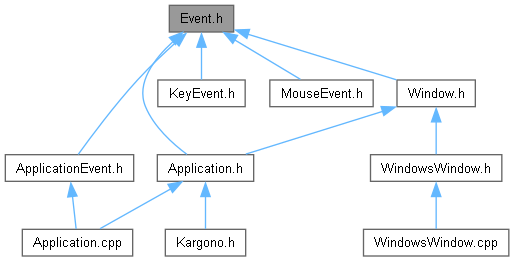 Event.h
KeyEvent.h
MouseEvent.h
Window.h
ApplicationEvent.h
Application.h
WindowsWindow.h
Application.cpp
Kargono.h
WindowsWindow.cpp